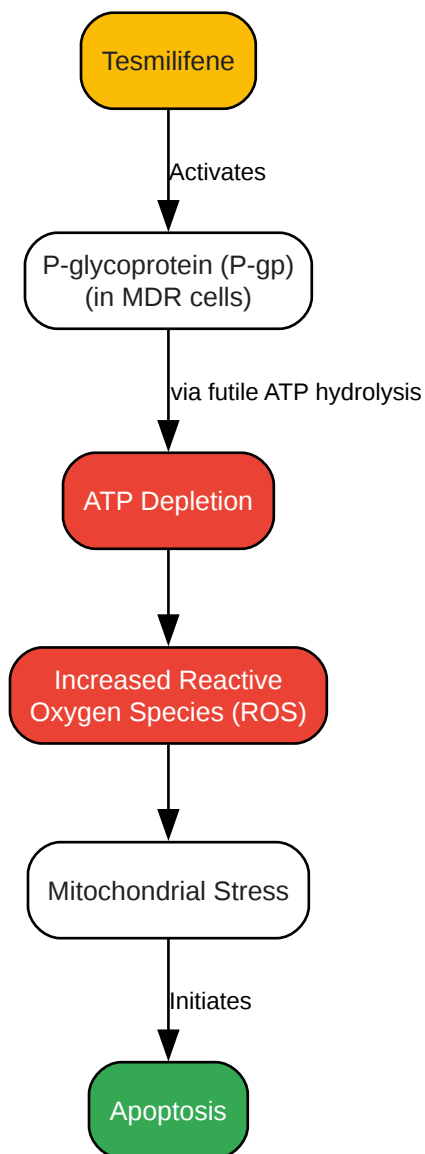 Tesmilifene
Activates
P-glycoprotein (P-gp)
(in MDR cells)
via futile ATP hydrolysis
ATP Depletion
Increased Reactive
Oxygen Species (ROS)
Mitochondrial Stress
Initiates
Apoptosis